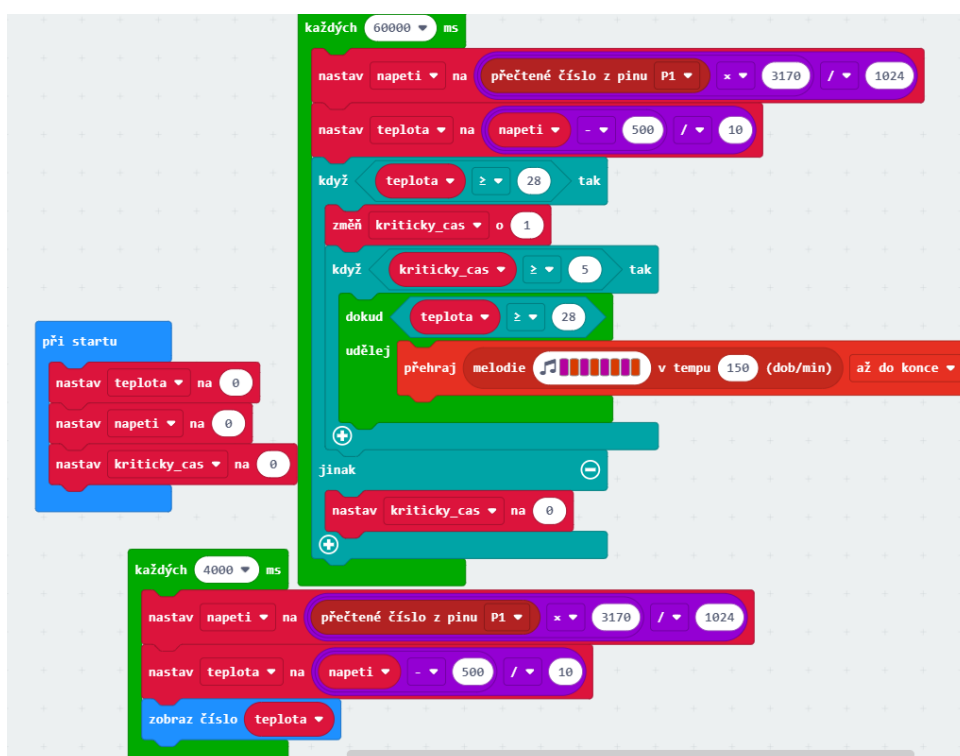 každých 60000 ms
nastav napeti na přečtené číslo z pinu P1 × 3170 / 1024
nastav teplota na napeti - 500 / 10
když teplota ≥ 28 tak
změň kriticky_cas o 1
když kriticky_cas ≥ 5 tak
dokud teplota ≥ 28
udělej
přehraj melodie v tempu 150 (dob/min) až do konce
jinak
nastav kriticky_cas na 0
při startu
nastav teplota na 0
nastav napeti na 0
nastav kriticky_cas na 0
každých 4000 ms
nastav napeti na přečtené číslo z pinu P1 × 3170 / 1024
nastav teplota na napeti - 500 / 10
zobraz číslo teplota